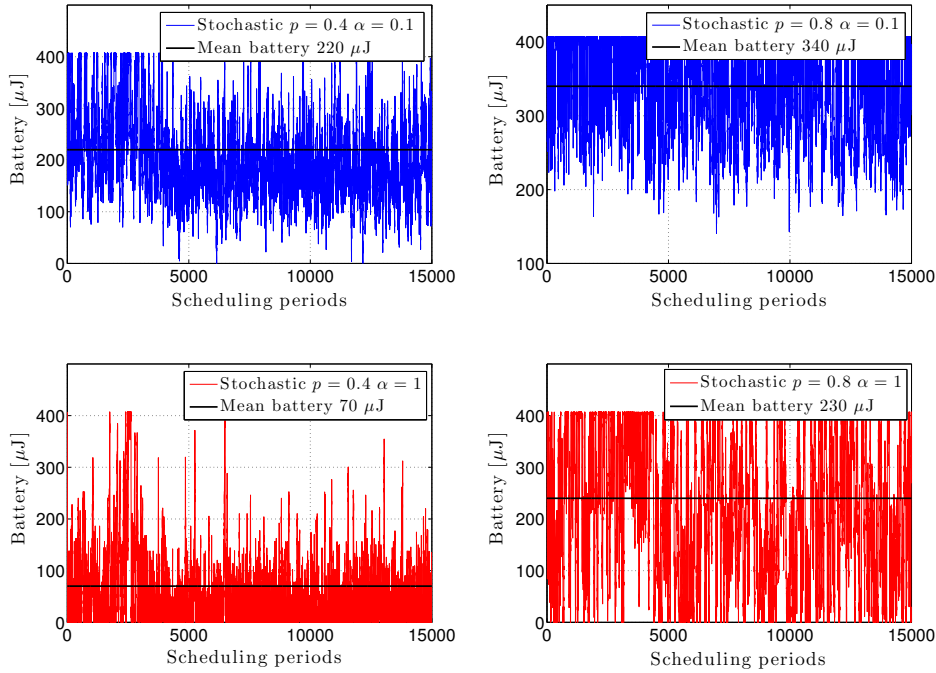 Stochastic p = 0.4 α = 0.1
Mean battery 220 μJ
Battery [μJ]
400
300
200
100
0
0
5000
10000
15000
Scheduling periods
Stochastic p = 0.8 α = 0.1
Mean battery 340 μJ
Battery [μJ]
400
300
200
100
0
5000
10000
15000
Scheduling periods
Stochastic p = 0.4 α = 1
Mean battery 70 μJ
Battery [μJ]
400
300
200
100
0
0
5000
10000
15000
Scheduling periods
Stochastic p = 0.8 α = 1
Mean battery 230 μJ
Battery [μJ]
400
300
200
100
0
0
5000
10000
15000
Scheduling periods